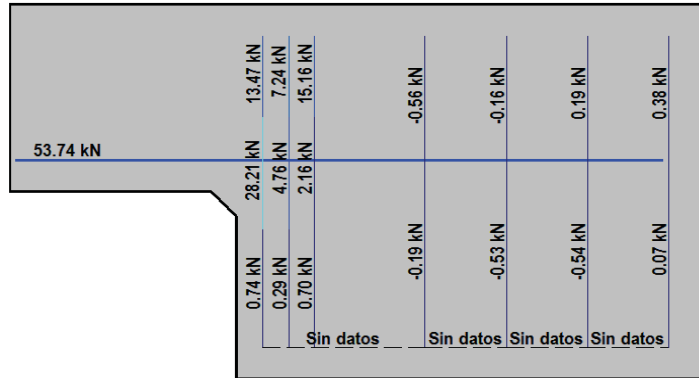 13.47 kN
7.24 kN
15.16 kN
-0.56 kN
-0.16 kN
0.19 kN
0.38 kN
53.74 kN
28.21 kN
4.76 kN
2.16 kN
0.74 kN
0.29 kN
0.70 kN
-0.19 kN
-0.53 kN
-0.54 kN
0.07 kN
Sin datos
Sin datos
Sin datos
Sin datos